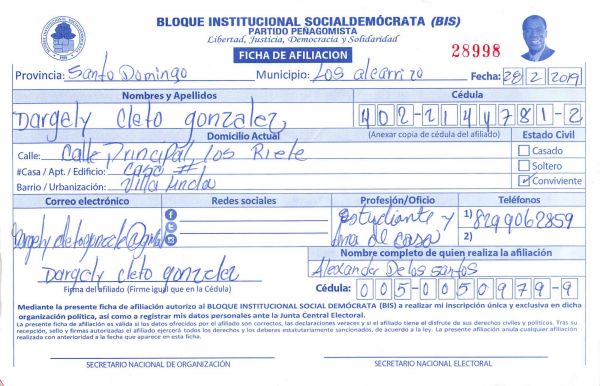 BLOQUE INSTITUCIONAL SOCIALDEMÓCRATA (BIS)
PARTIDO PEÑAGOMISTA
Libertad, Justicia, Democracia y Solidaridad
FICHA DE AFILIACION
28998
Provincia: Santo Domingo Municipio: Los alcarrizo Fecha: 28/2/2019
Nombres y Apellidos Cédula
Dargely Cleto gonzalez 402-2144781-2
Domicilio Actual (Anexar copia de cédula del afiliado) Estado Civil
Calle: Calle Principal, los Riele Casado
#Casa / Apt. / Edificio: Casa #1 Soltero
Barrio / Urbanización: Villa linda Conviviente
Correo electrónico Redes sociales Profesión/Oficio Teléfonos
estudiante y 1) 8299062859
ama de casa 2)
Nombre completo de quien realiza la afiliación
Dargely Cleto gonzalez Alexander De los santos
Firma del afiliado (Firme igual que en la Cédula) Cédula: 005-0050979-9
Mediante la presente ficha de afiliación autorizo al BLOQUE INSTITUCIONAL SOCIAL DEMÓCRATA (BIS) a realizar mi inscripción única y exclusiva en dicha
organización política, así como a registrar mis datos personales ante la Junta Central Electoral.
La presente ficha de afiliación es válida si los datos ofrecidos por el afiliado son correctos, las declaraciones veraces y si el afiliado tiene el disfrute de sus derechos civiles y políticos. Tras su
recepción, sello y firmas autorizadas el afiliado ejercerá todos los derechos y los deberes estatutariamente sancionados, de acuerdo a la ley. La presente afiliación anula cualquier afiliación
realizada con anterioridad a la fecha que aparece en esta ficha.
SECRETARIO NACIONAL DE ORGANIZACIÓN SECRETARIO NACIONAL ELECTORAL